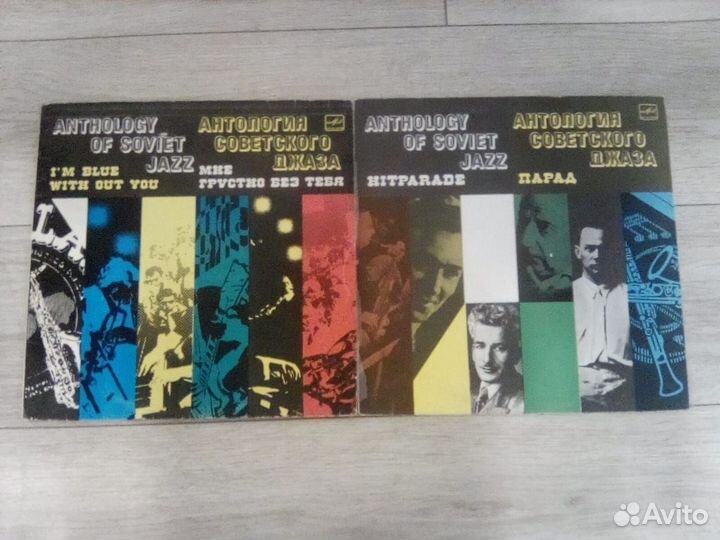 ANTHOLOGY
OF SOVIET
JAZZ
АНТОЛОГИЯ
СОВЕТСКОГО
ДЖАЗА
I'M BLUE
WITH OUT YOU
МНЕ
ГРУСТНО БЕЗ ТЕБЯ
ANTHOLOGY
OF SOVIET
JAZZ
АНТОЛОГИЯ
СОВЕТСКОГО
ДЖАЗА
HITPARADE
ПАРАД
Avito